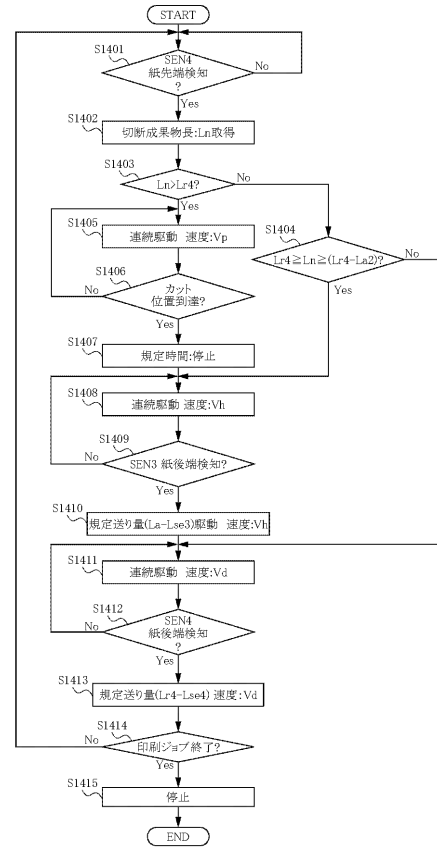 START
S1401
SEN4
紙先端検知
?
No
Yes
S1402
切断成果物長:Ln取得
S1403
Ln>Lr4?
No
Yes
S1405
連続駆動 速度:Vp
S1404
Lr4≧Ln≧(Lr4-La2)?
No
Yes
S1406
カット
位置到達?
No
Yes
S1407
規定時間:停止
S1408
連続駆動 速度:Vh
S1409
SEN3 紙後端検知?
No
Yes
S1410
規定送り量(La-Lse3)駆動 速度:Vh
S1411
連続駆動 速度:Vd
S1412
SEN4
紙後端検知
?
No
Yes
S1413
規定送り量(Lr4-Lse4) 速度:Vd
S1414
印刷ジョブ終了?
No
Yes
S1415
停止
END